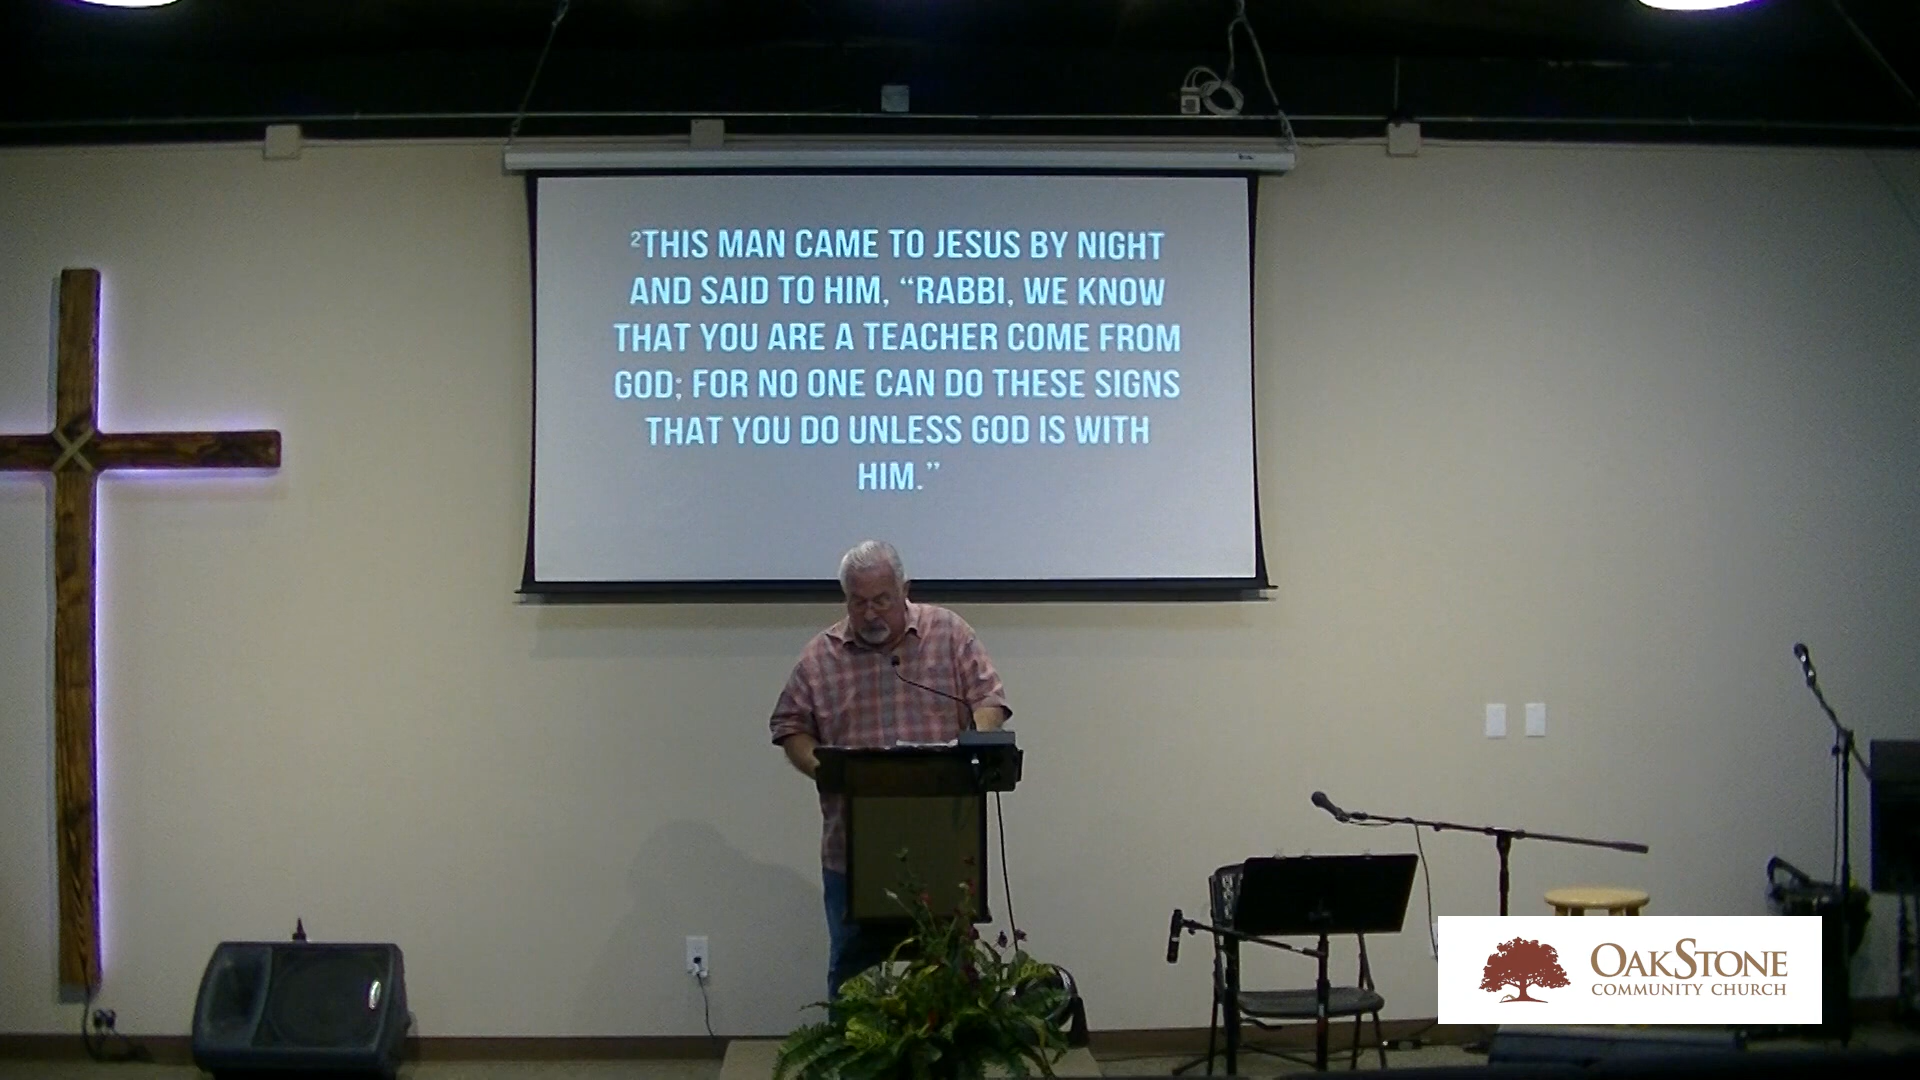 ²THIS MAN CAME TO JESUS BY NIGHT
AND SAID TO HIM, “RABBI, WE KNOW
THAT YOU ARE A TEACHER COME FROM
GOD; FOR NO ONE CAN DO THESE SIGNS
THAT YOU DO UNLESS GOD IS WITH
HIM.”
OAKSTONE
COMMUNITY CHURCH